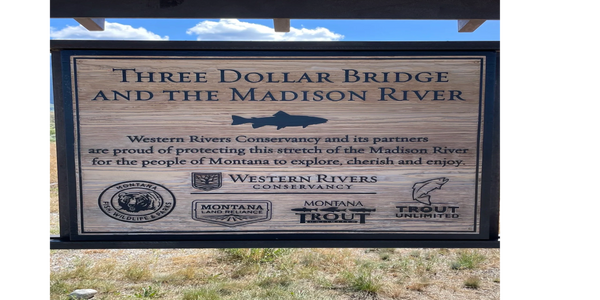 THREE DOLLAR BRIDGE
AND THE MADISON RIVER
Western Rivers Conservancy and its partners
are proud of protecting this stretch of the Madison River
for the people of Montana to explore, cherish and enjoy.
WESTERN RIVERS
CONSERVANCY
MONTANA
FISH, WILDLIFE & PARKS
MONTANA
LAND RELIANCE
MONTANA
TROUT
TROUT
UNLIMITED